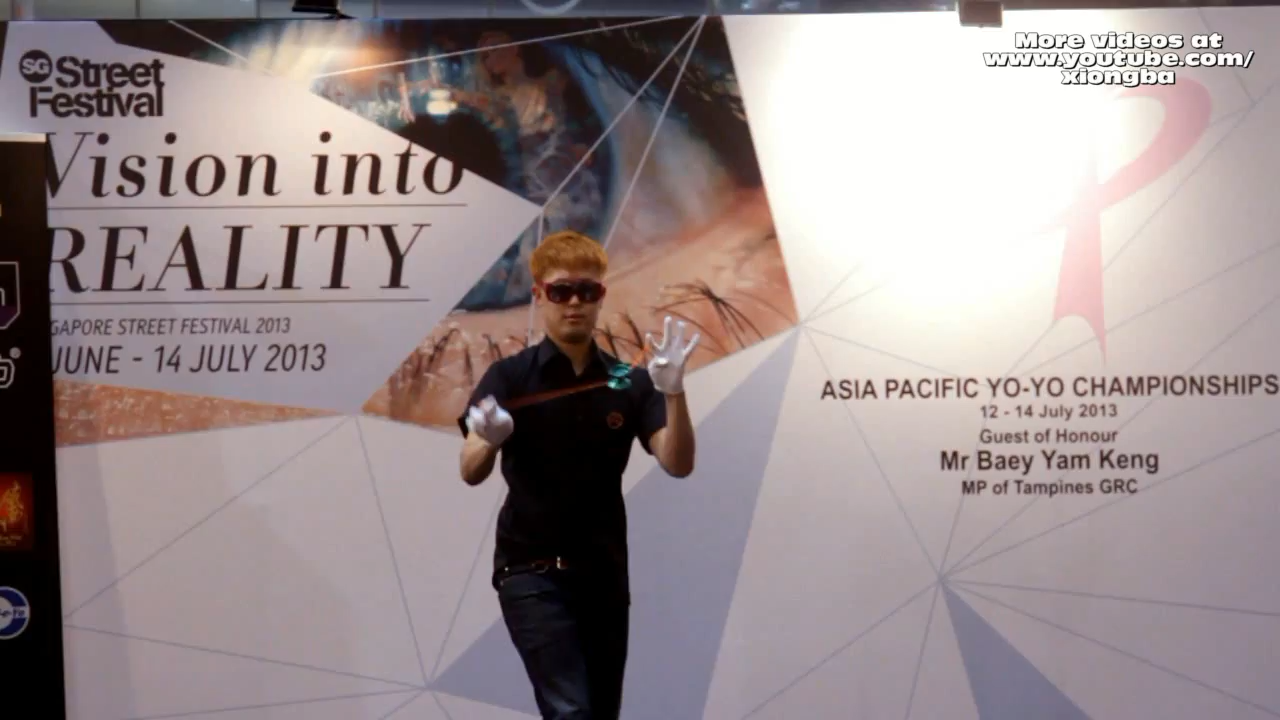 More videos at
www.youtube.com/
xiongba
SG Street
Festival
Vision into
REALITY
GAPORE STREET FESTIVAL 2013
JUNE - 14 JULY 2013
ASIA PACIFIC YO-YO CHAMPIONSHIPS
12 - 14 July 2013
Guest of Honour
Mr Baey Yam Keng
MP of Tampines GRC